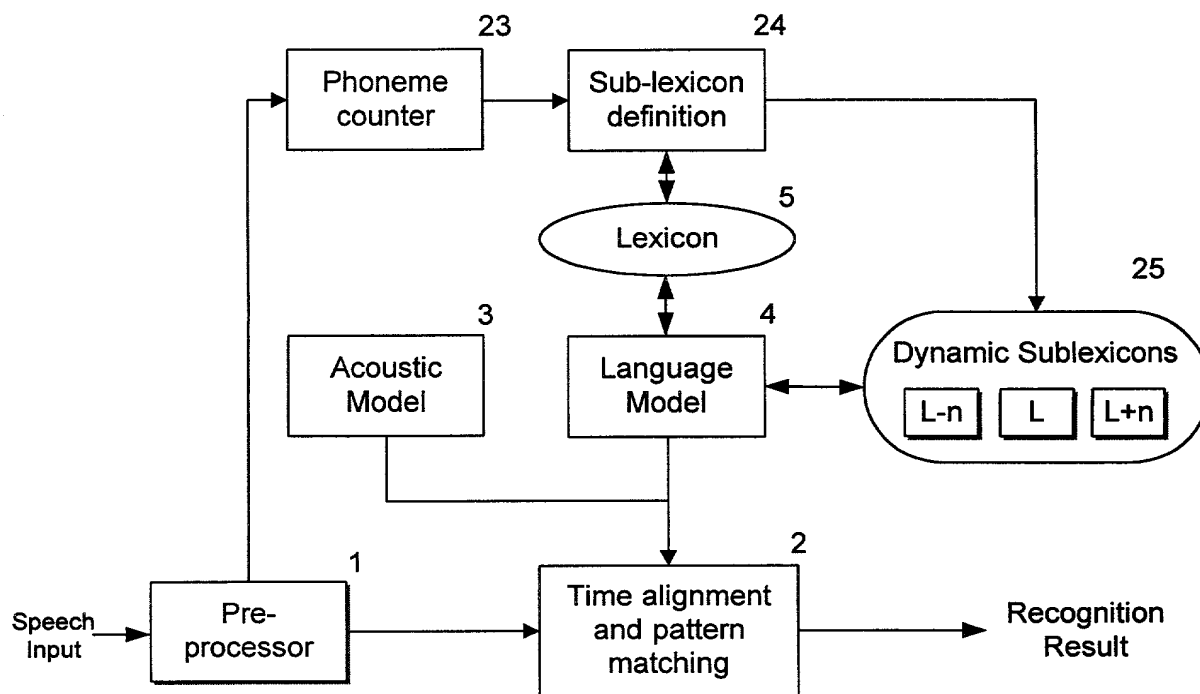 23
24
Phoneme
counter
Sub-lexicon
definition
5
Lexicon
25
3
4
Acoustic
Model
Language
Model
Dynamic Sublexicons
L-n
L
L+n
1
2
Speech
Input
Pre-
processor
Time alignment
and pattern
matching
Recognition
Result